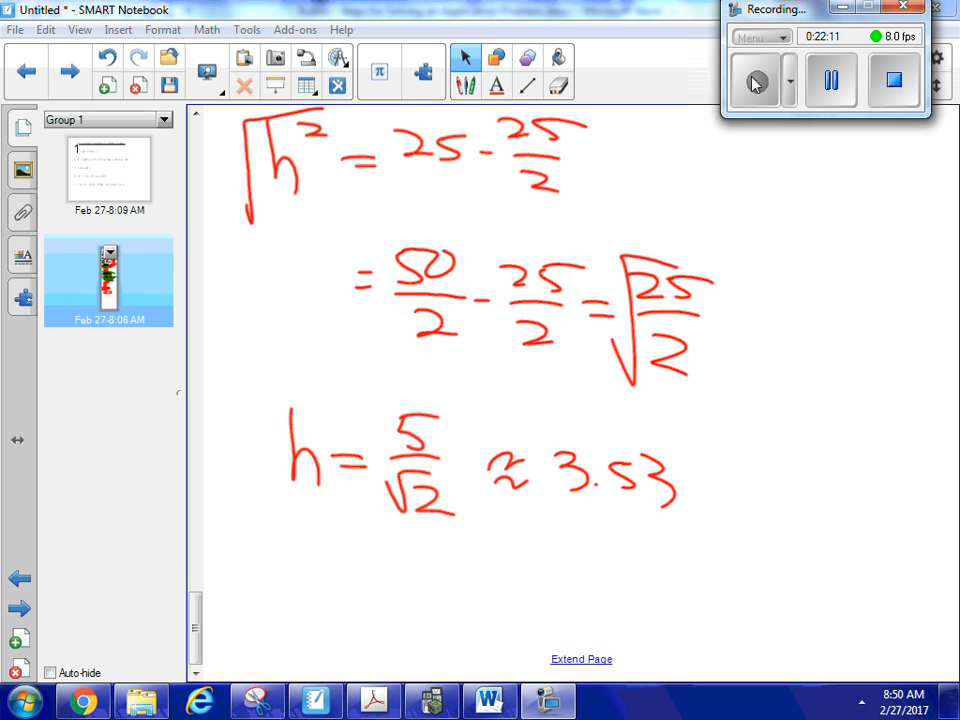 Untitled * - SMART Notebook
File Edit View Insert Format Math Tools Add-ons Help
Recording...
Menu 0:22:11 8.0 fps
Group 1
1
Feb 27-8:09 AM
Feb 27-8:06 AM
√h² = 25 - 25/2
= 50/2 - 25/2 = √25/2
h = 5/√2 ≈ 3.53
Extend Page
Auto-hide
8:50 AM
2/27/2017